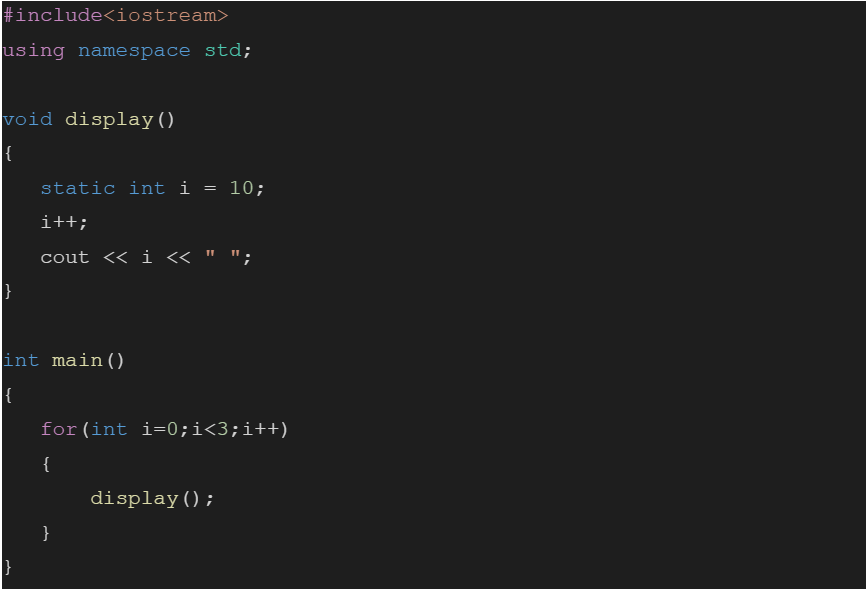 #include<iostream>
using namespace std;
void display()
{
static int i = 10;
i++;
cout << i << " ";
}
int main()
{
for(int i=0;i<3;i++)
{
display();
}
}